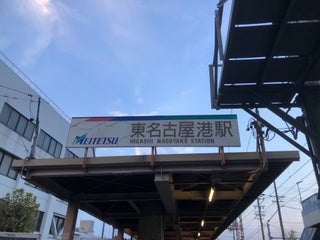 MEITETSU 東名古屋港駅
HIGASHI NAGOYAKŌ STATION